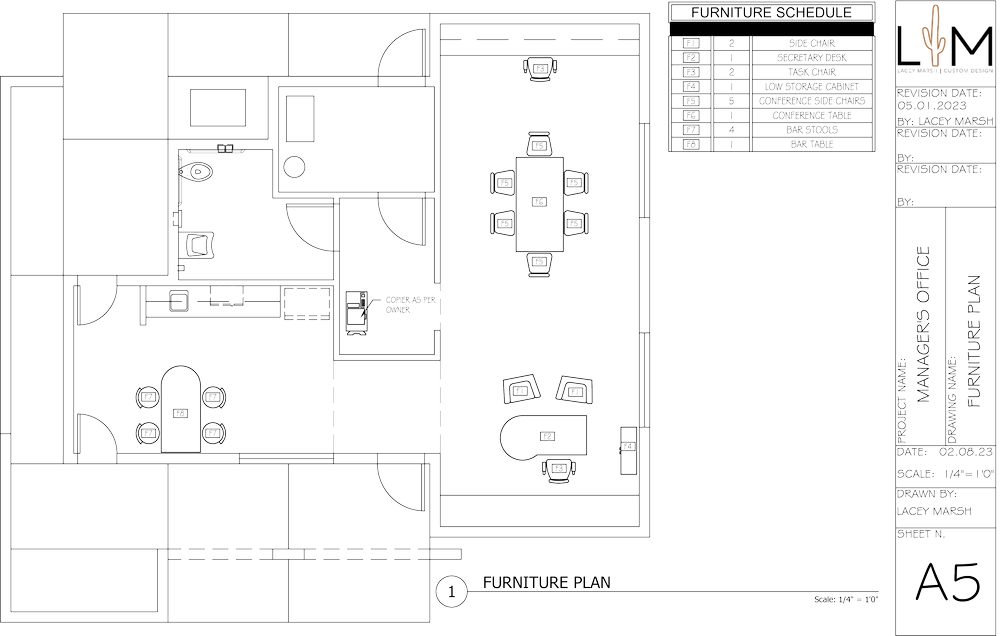 FURNITURE SCHEDULE
F1 2 SIDE CHAIR
F2 1 SECRETARY DESK
F3 2 TASK CHAIR
F4 1 LOW STORAGE CABINET
F5 5 CONFERENCE SIDE CHAIRS
F6 1 CONFERENCE TABLE
F7 4 BAR STOOLS
F8 1 BAR TABLE
F3
F5
F5 F5
F6
F5 F5
F5
COPIER AS PER
OWNER
F1 F1
F7 F7
F8
F7 F7
F2
F4
F3
1 FURNITURE PLAN
Scale: 1/4" = 1'0"
L M
LACEY MARSH | CUSTOM DESIGN
REVISION DATE:
05.01.2023
BY: LACEY MARSH
REVISION DATE:
BY:
REVISION DATE:
BY:
PROJECT NAME:
MANAGER'S OFFICE
DRAWING NAME:
FURNITURE PLAN
DATE: 02.08.23
SCALE: 1/4"=1'0"
DRAWN BY:
LACEY MARSH
SHEET N.
A5